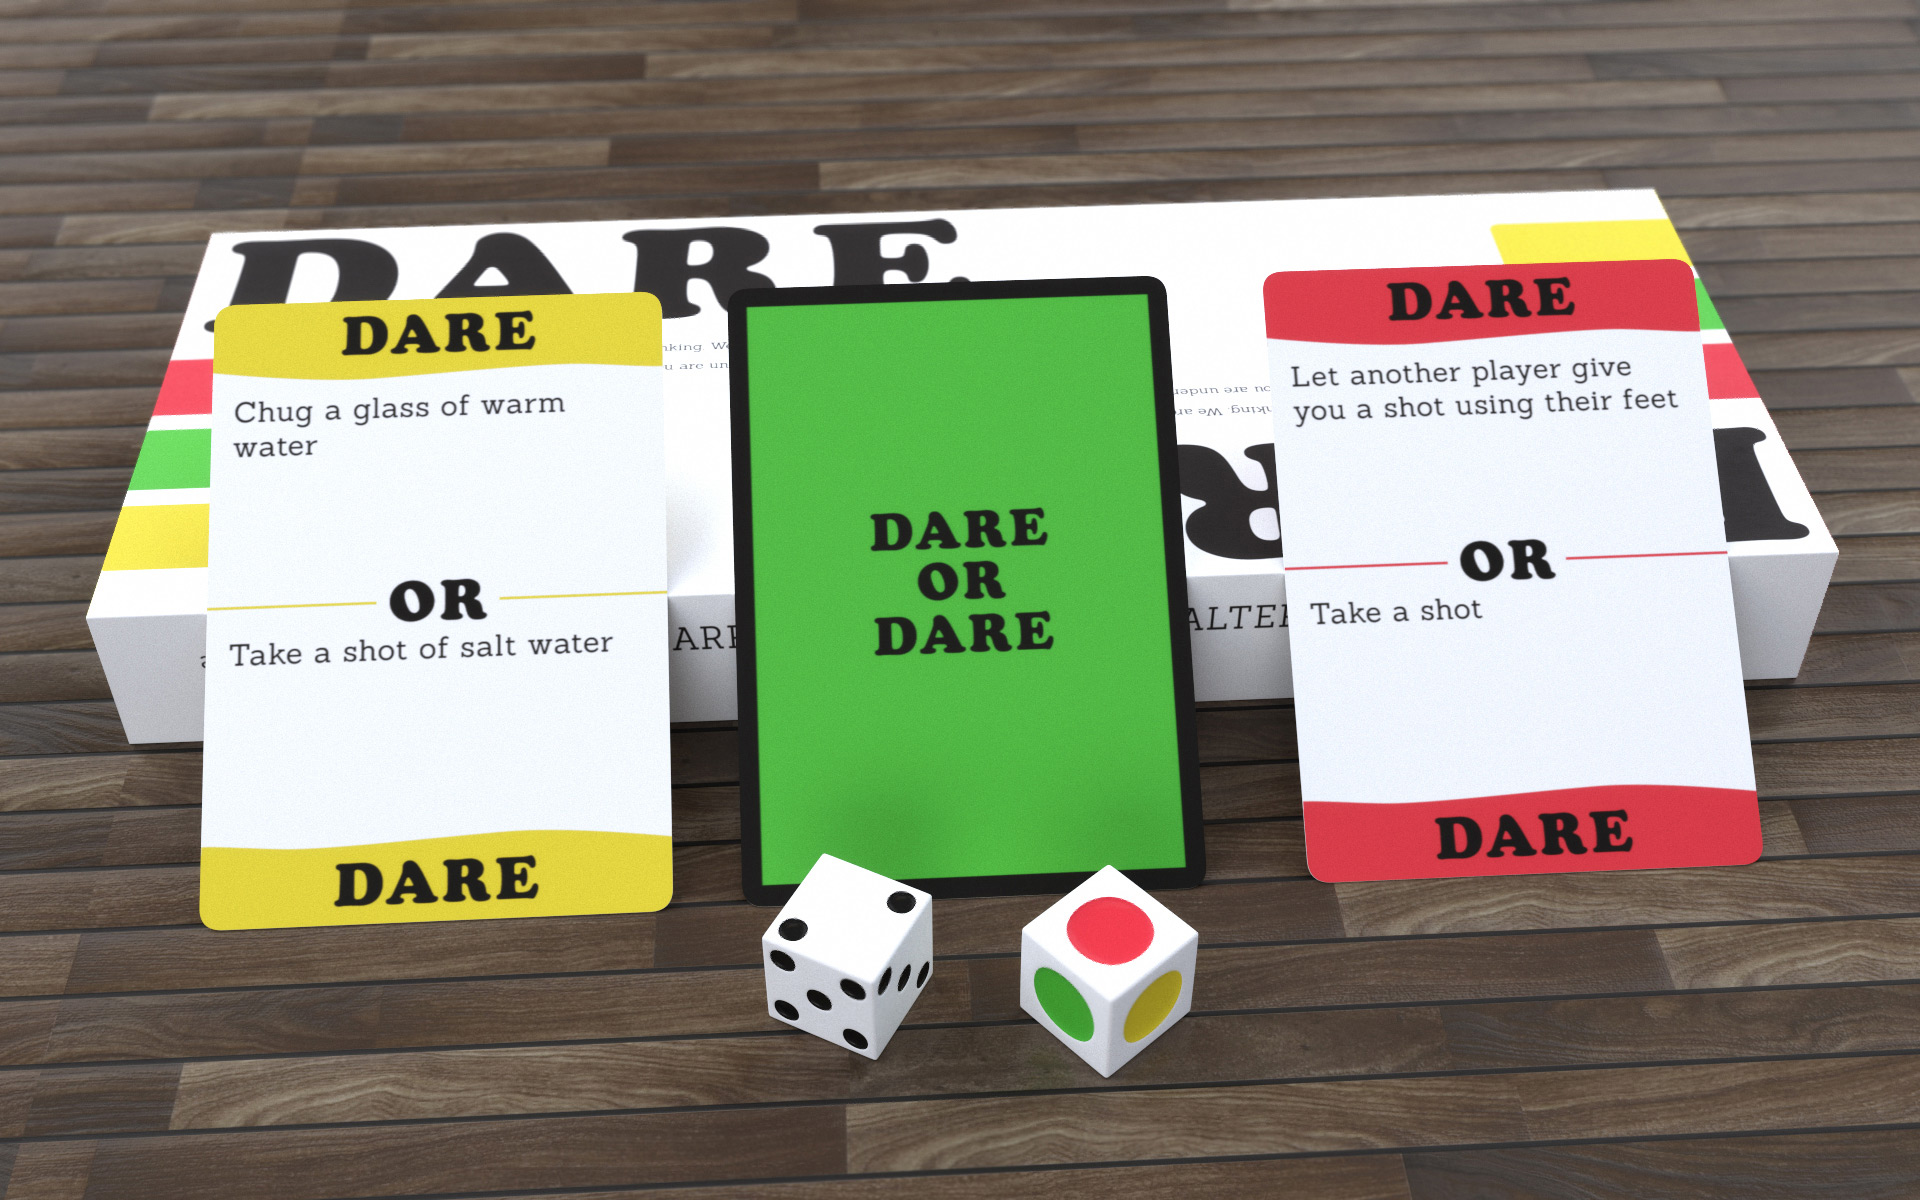 DARE
DARE
Chug a glass of warm
water
OR
Take a shot of salt water
DARE
DARE
OR
DARE
DARE
Let another player give
you a shot using their feet
OR
Take a shot
DARE